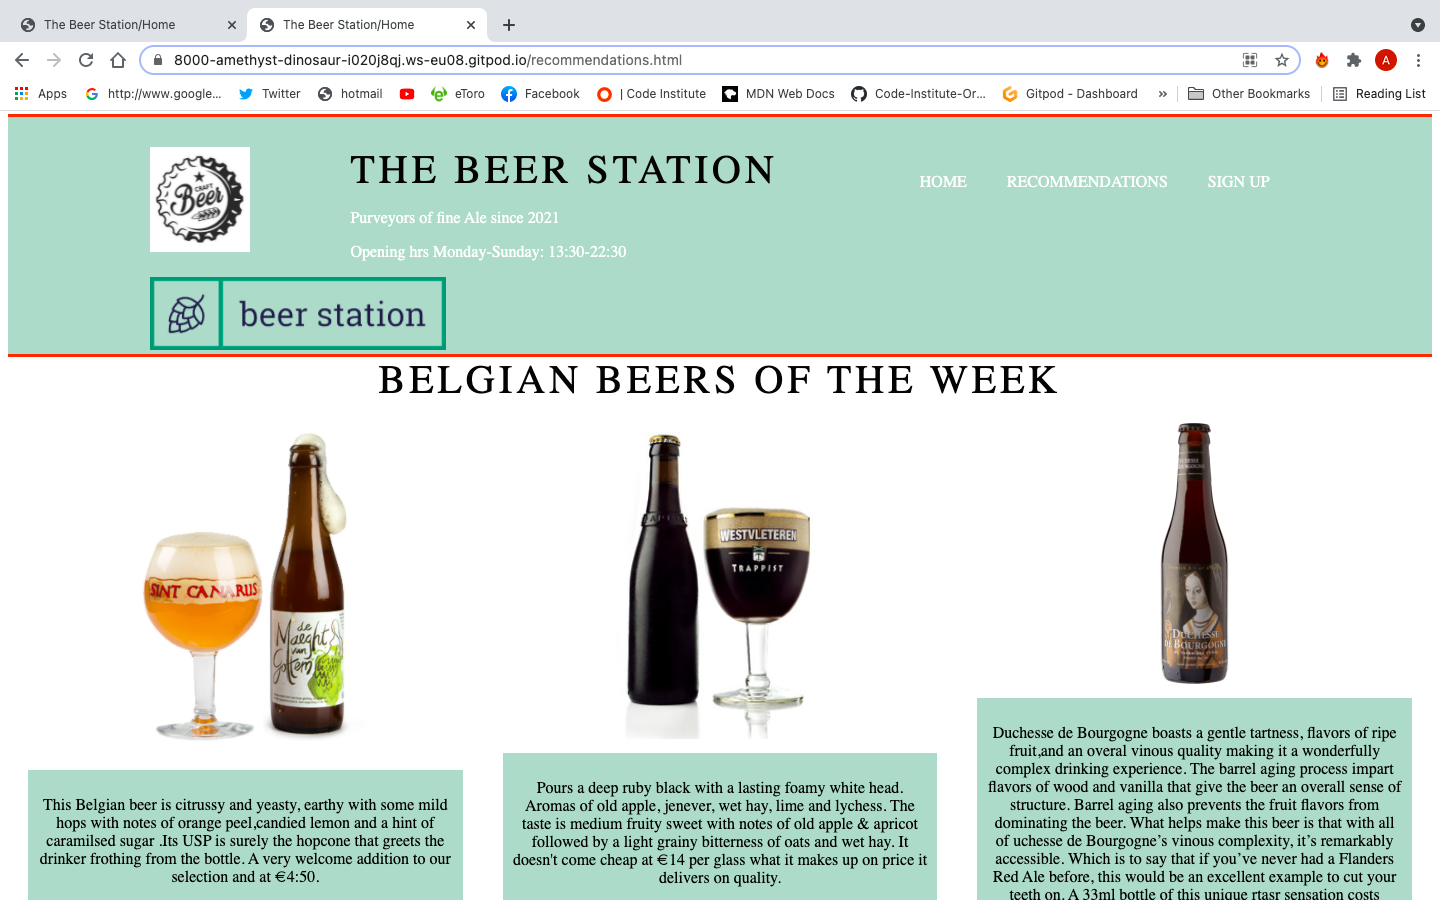 The Beer Station/Home
The Beer Station/Home
8000-amethyst-dinosaur-i020j8qj.ws-eu08.gitpod.io/recommendations.html
A
Apps
http://www.google...
Twitter
hotmail
eToro
Facebook
| Code Institute
MDN Web Docs
Code-Institute-Or...
Gitpod - Dashboard
»
Other Bookmarks
Reading List
CRAFT
Beer
THE BEER STATION
Purveyors of fine Ale since 2021
Opening hrs Monday-Sunday: 13:30-22:30
HOME
RECOMMENDATIONS
SIGN UP
beer station
BELGIAN BEERS OF THE WEEK
SINT CANARUS
de
Maeght
van
Gottem
WESTVLETEREN
TRAPPIST
DUCHESSE
DE BOURGOGNE
This Belgian beer is citrussy and yeasty, earthy with some mild
hops with notes of orange peel,candied lemon and a hint of
caramilsed sugar .Its USP is surely the hopcone that greets the
drinker frothing from the bottle. A very welcome addition to our
selection and at €4:50.
Pours a deep ruby black with a lasting foamy white head.
Aromas of old apple, jenever, wet hay, lime and lychess. The
taste is medium fruity sweet with notes of old apple & apricot
followed by a light grainy bitterness of oats and wet hay. It
doesn't come cheap at €14 per glass what it makes up on price it
delivers on quality.
Duchesse de Bourgogne boasts a gentle tartness, flavors of ripe
fruit,and an overal vinous quality making it a wonderfully
complex drinking experience. The barrel aging process impart
flavors of wood and vanilla that give the beer an overall sense of
structure. Barrel aging also prevents the fruit flavors from
dominating the beer. What helps make this beer is that with all
of uchesse de Bourgogne’s vinous complexity, it’s remarkably
accessible. Which is to say that if you’ve never had a Flanders
Red Ale before, this would be an excellent example to cut your
teeth on. A 33ml bottle of this unique rtasr sensation costs